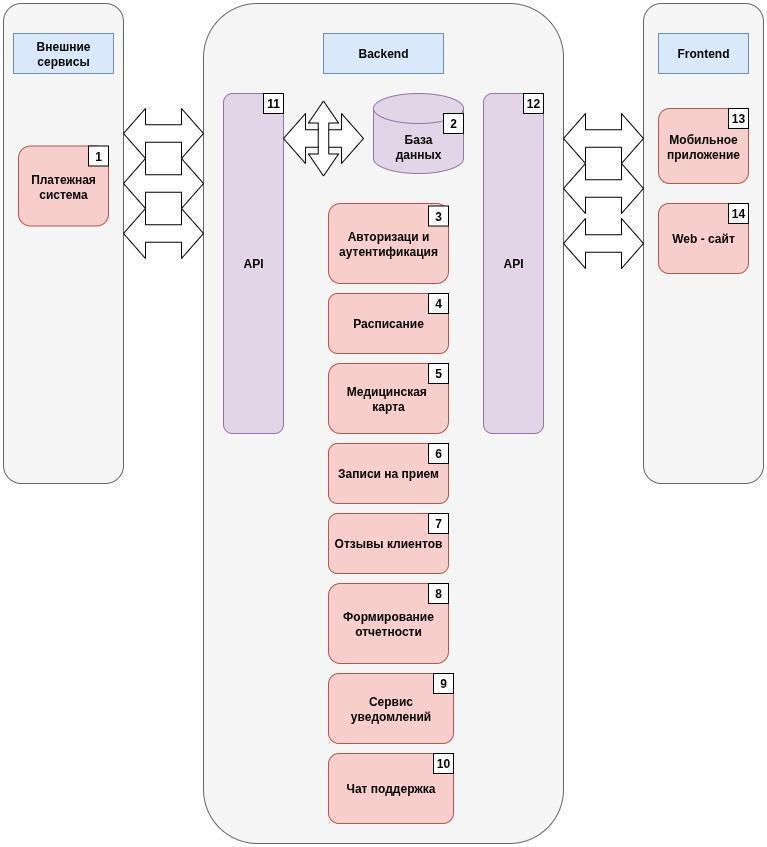 Внешние
сервисы
1
Платежная
система
Backend
11
API
2
База
данных
3
Авторизаци и
аутентификация
4
Расписание
5
Медицинская
карта
6
Записи на прием
7
Отзывы клиентов
8
Формирование
отчетности
9
Сервис
уведомлений
10
Чат поддержка
12
API
Frontend
13
Мобильное
приложение
14
Web - сайт